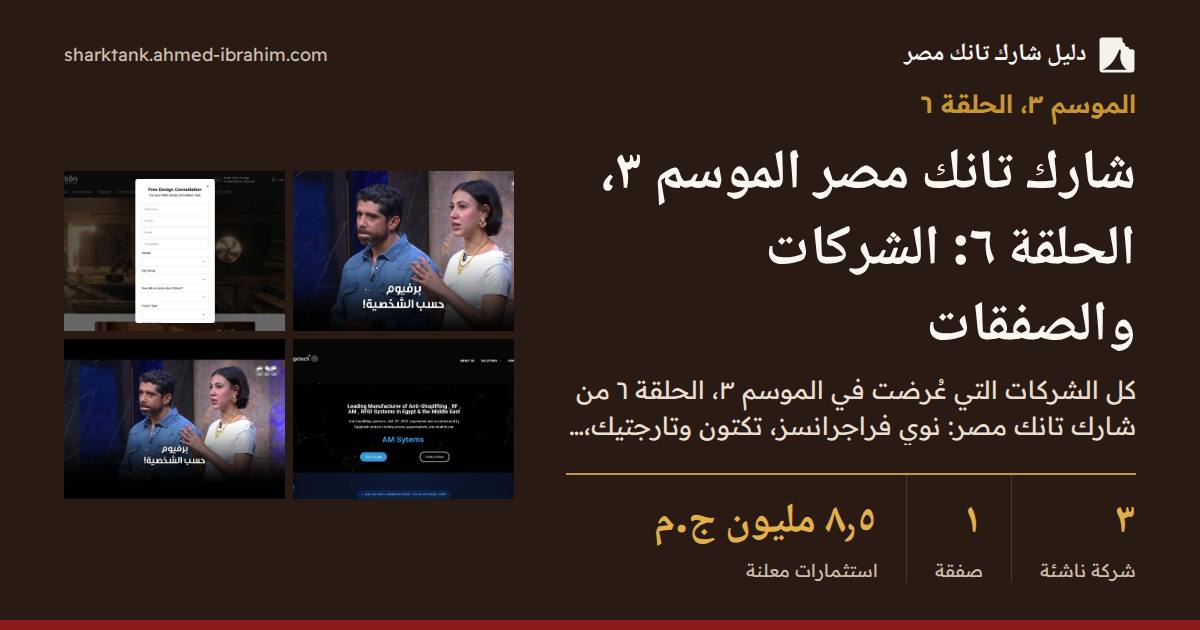 دليل شارك تانك مصر
sharktank.ahmed-ibrahim.com
الموسم ٣، الحلقة ٦
شارك تانك مصر الموسم ٣،
الحلقة ٦: الشركات
والصفقات
كل الشركات التي عُرضت في الموسم ٣، الحلقة ٦ من
شارك تانك مصر: نوي فراجرانسز، تكتون وتارجتيك،...
٣
شركة ناشئة
١
صفقة
٨,٥ مليون ج.م
استثمارات معلنة
برفيوم
حسب الشخصية!
Free Design Consultation
برفيوم
حسب الشخصية!
Leading Manufacturer of Anti-Shoplifting , RF ,
AM , RFID Systems in Egypt & the Middle East
AM Sytems